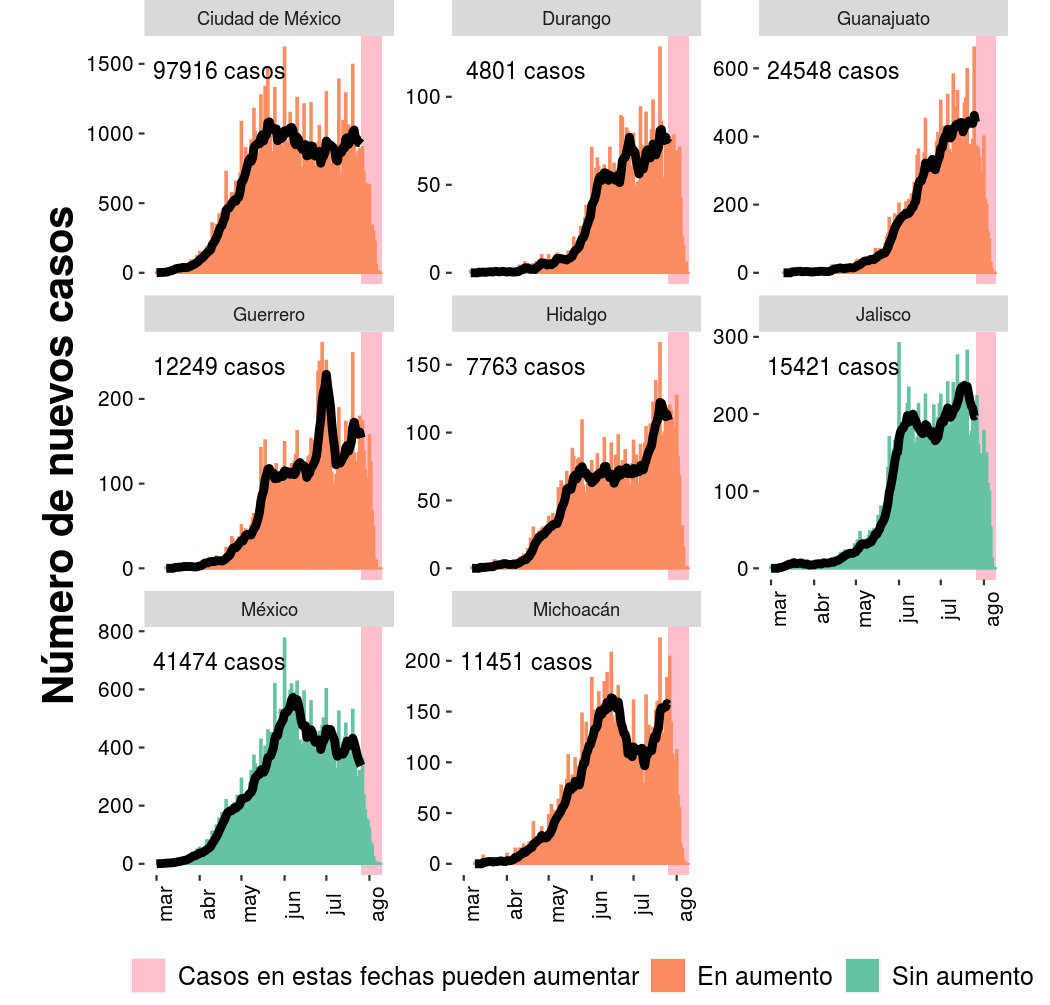 Número de nuevos casos
Ciudad de México
97916 casos
1500
1000
500
0
Durango
4801 casos
100
50
0
Guanajuato
24548 casos
600
400
200
0
Guerrero
12249 casos
200
100
0
Hidalgo
7763 casos
150
100
50
0
Jalisco
15421 casos
300
200
100
0
mar abr may jun jul ago
México
41474 casos
800
600
400
200
0
mar abr may jun jul ago
Michoacán
11451 casos
200
150
100
50
0
mar abr may jun jul ago
Casos en estas fechas pueden aumentar En aumento Sin aumento